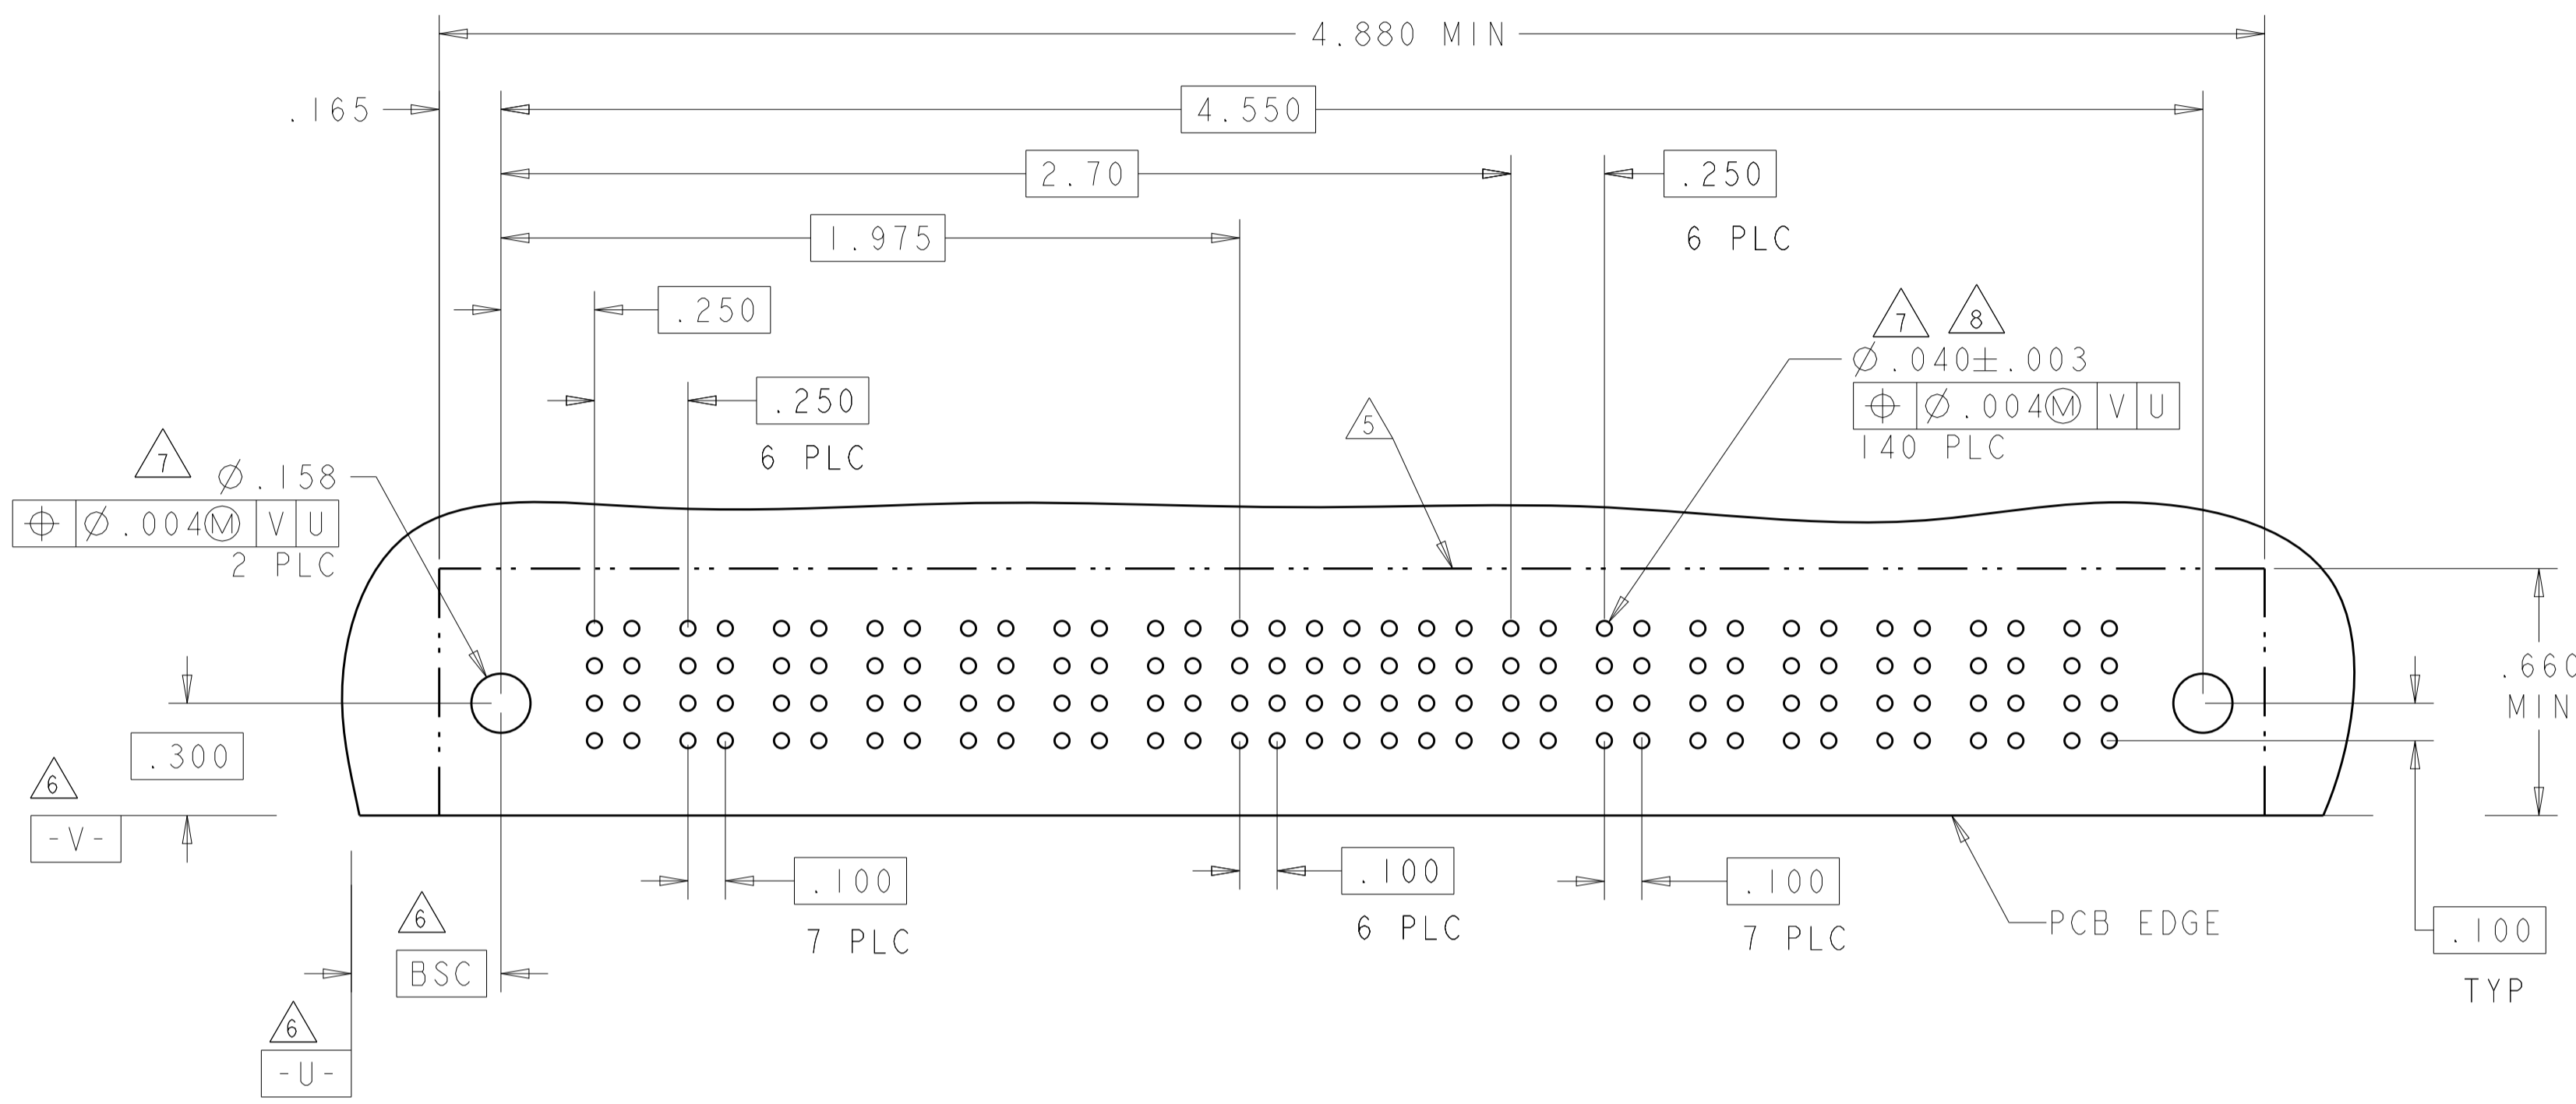 4.880 MIN
.165
4.550
2.70
.250
6 PLC
1.975
.250
7
8
Ø.040±.003
⌖ Ø.004Ⓜ V U
140 PLC
.250
6 PLC
5
7
Ø.158
⌖ Ø.004Ⓜ V U
2 PLC
.660
MIN
.300
6
-V-
.100
7 PLC
.100
6 PLC
.100
7 PLC
PCB EDGE
.100
TYP
6
BSC
6
-U-